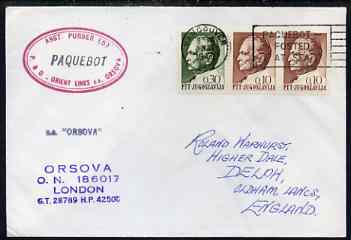 ASST. PURSER (S)
PAQUEBOT
P. & O. - ORIENT LINES s.s. ORSOVA
PAQUEBOT
POSTED
AT SEA
0.30
0.10
0.10
PTT JUGOSLAVIJA
PTT JUGOSLAVIJA
PTT JUGOSLAVIJA
s.s. "ORSOVA"
ORSOVA
O. N. 186017
LONDON
G.T. 28789 H.P. 42500
ROLAND WARHURST,
HIGHER DALE,
DELPH,
OLDHAM LANCS,
ENGLAND.